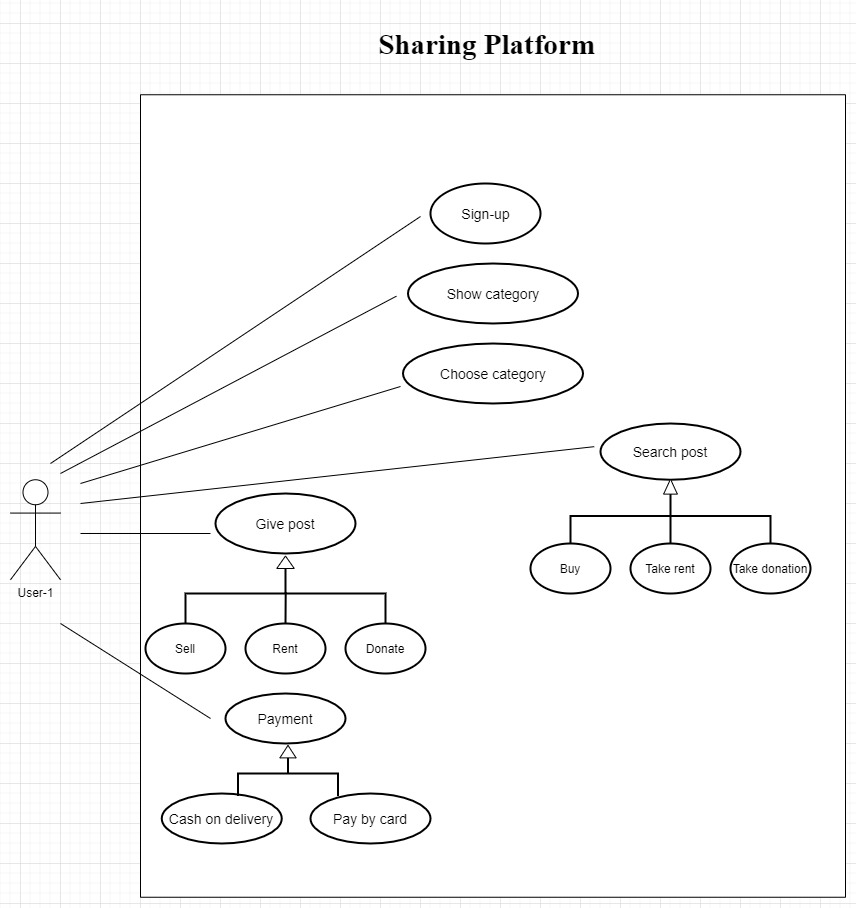 Sharing Platform
Sign-up
Show category
Choose category
Search post
Give post
Buy
Take rent
Take donation
User-1
Sell
Rent
Donate
Payment
Cash on delivery
Pay by card